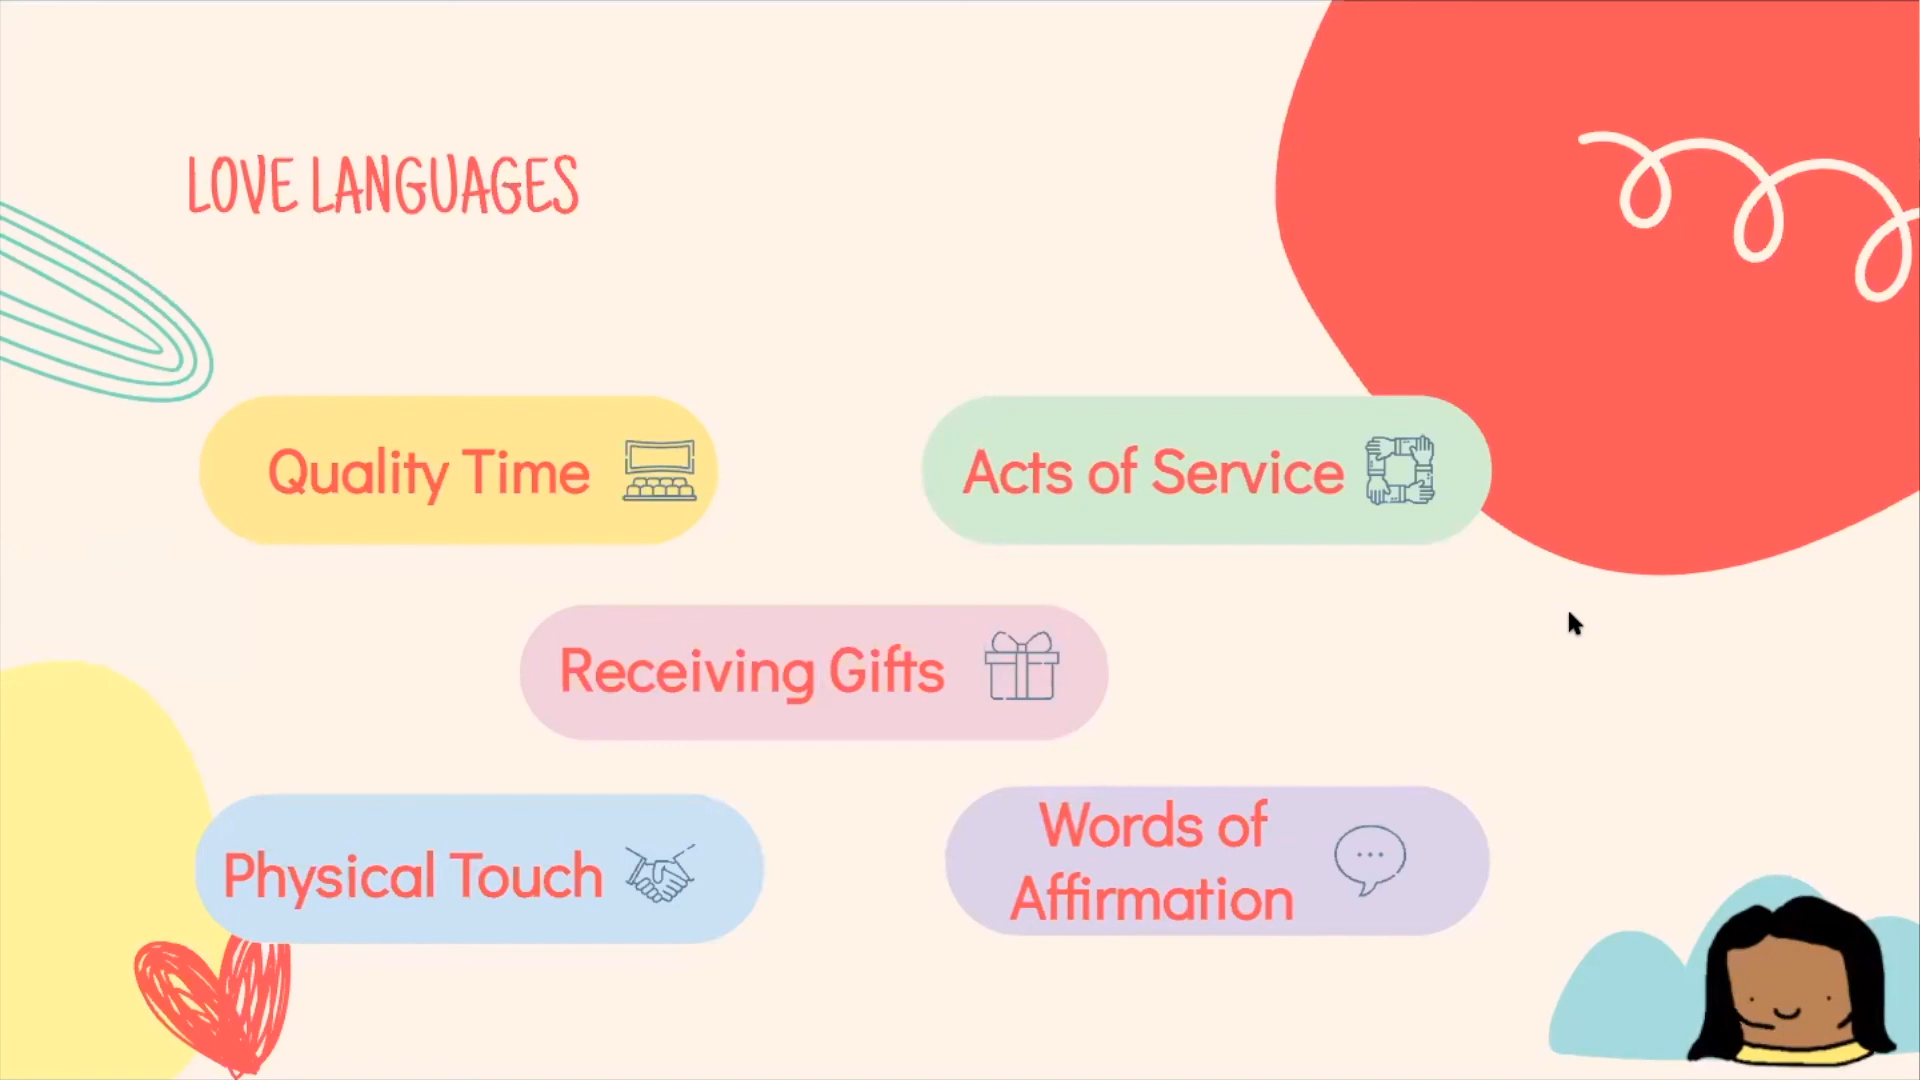 LOVE LANGUAGES
Quality Time
Acts of Service
Receiving Gifts
Physical Touch
Words of
Affirmation